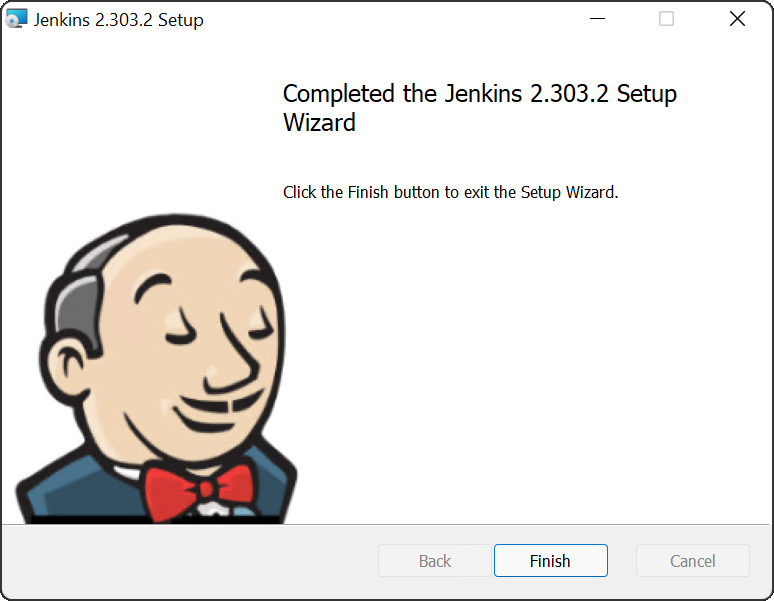 Jenkins 2.303.2 Setup
Completed the Jenkins 2.303.2 Setup
Wizard
Click the Finish button to exit the Setup Wizard.
Back
Finish
Cancel